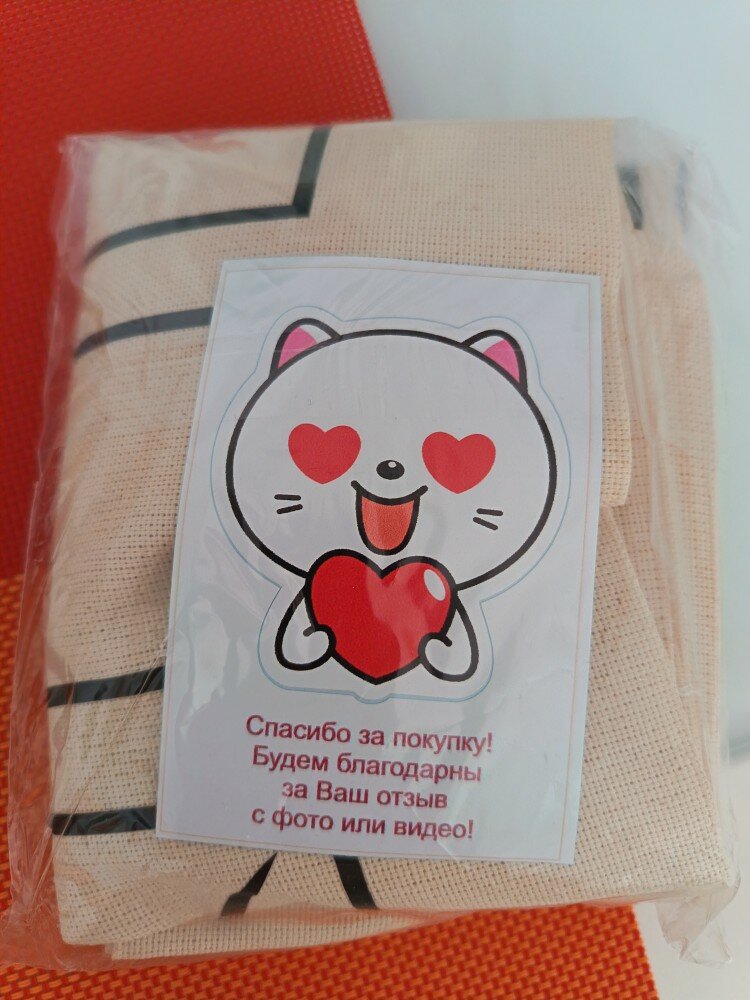 Спасибо за покупку!
Будем благодарны
за Ваш отзыв
с фото или видео!